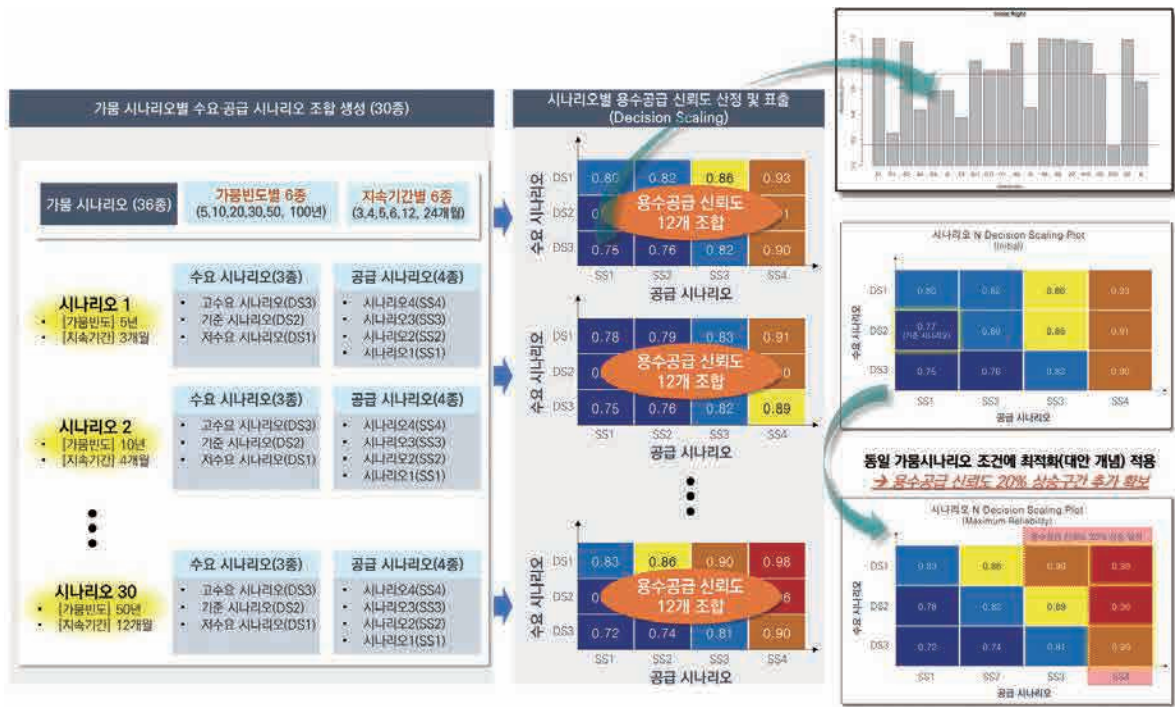 가뭄 시나리오별 수요·공급 시나리오 조합 생성 (30종)
가뭄 시나리오 (36종)
가뭄빈도별 6종
(5,10,20,30,50, 100년)
지속기간별 6종
(3,4,5,6,12, 24개월)
시나리오 1
• [가뭄빈도] 5년
• [지속기간] 3개월
수요 시나리오(3종)
• 고수요 시나리오(DS3)
• 기준 시나리오(DS2)
• 저수요 시나리오(DS1)
공급 시나리오(4종)
• 시나리오4(SS4)
• 시나리오3(SS3)
• 시나리오2(SS2)
• 시나리오1(SS1)
시나리오 2
• [가뭄빈도] 10년
• [지속기간] 4개월
수요 시나리오(3종)
• 고수요 시나리오(DS3)
• 기준 시나리오(DS2)
• 저수요 시나리오(DS1)
공급 시나리오(4종)
• 시나리오4(SS4)
• 시나리오3(SS3)
• 시나리오2(SS2)
• 시나리오1(SS1)
시나리오 30
• [가뭄빈도] 50년
• [지속기간] 12개월
수요 시나리오(3종)
• 고수요 시나리오(DS3)
• 기준 시나리오(DS2)
• 저수요 시나리오(DS1)
공급 시나리오(4종)
• 시나리오4(SS4)
• 시나리오3(SS3)
• 시나리오2(SS2)
• 시나리오1(SS1)
시나리오별 용수공급 신뢰도 산정 및 표출
(Decision Scaling)
수요 시나리오
DS1 0.80 0.82 0.86 0.93
DS2
DS3 0.75 0.76 0.82 0.90
용수공급 신뢰도
12개 조합
SS1 SS2 SS3 SS4
공급 시나리오
수요 시나리오
DS1 0.78 0.79 0.83 0.91
DS2
DS3 0.75 0.76 0.82 0.89
용수공급 신뢰도
12개 조합
SS1 SS2 SS3 SS4
공급 시나리오
수요 시나리오
DS1 0.83 0.86 0.90 0.98
DS2
DS3 0.72 0.74 0.81 0.90
용수공급 신뢰도
12개 조합
SS1 SS2 SS3 SS4
공급 시나리오
시나리오 N Decision Scaling Plot
(Initial)
수요 시나리오
DS1 0.80 0.82 0.86 0.93
DS2 0.77 0.91
(기준 시나리오)
DS3 0.75 0.76 0.82 0.90
SS1 SS2 SS3 SS4
공급 시나리오
동일 가뭄시나리오 조건에 최적화(대안 개념) 적용
→ 용수공급 신뢰도 20% 상승구간 추가 확보
시나리오 N Decision Scaling Plot
(Maximum Reliability)
수요 시나리오
DS1 0.83 0.86 0.90 0.98
DS2 0.78 0.89
DS3 0.72 0.74 0.81
SS1 SS2 SS3 SS4
공급 시나리오